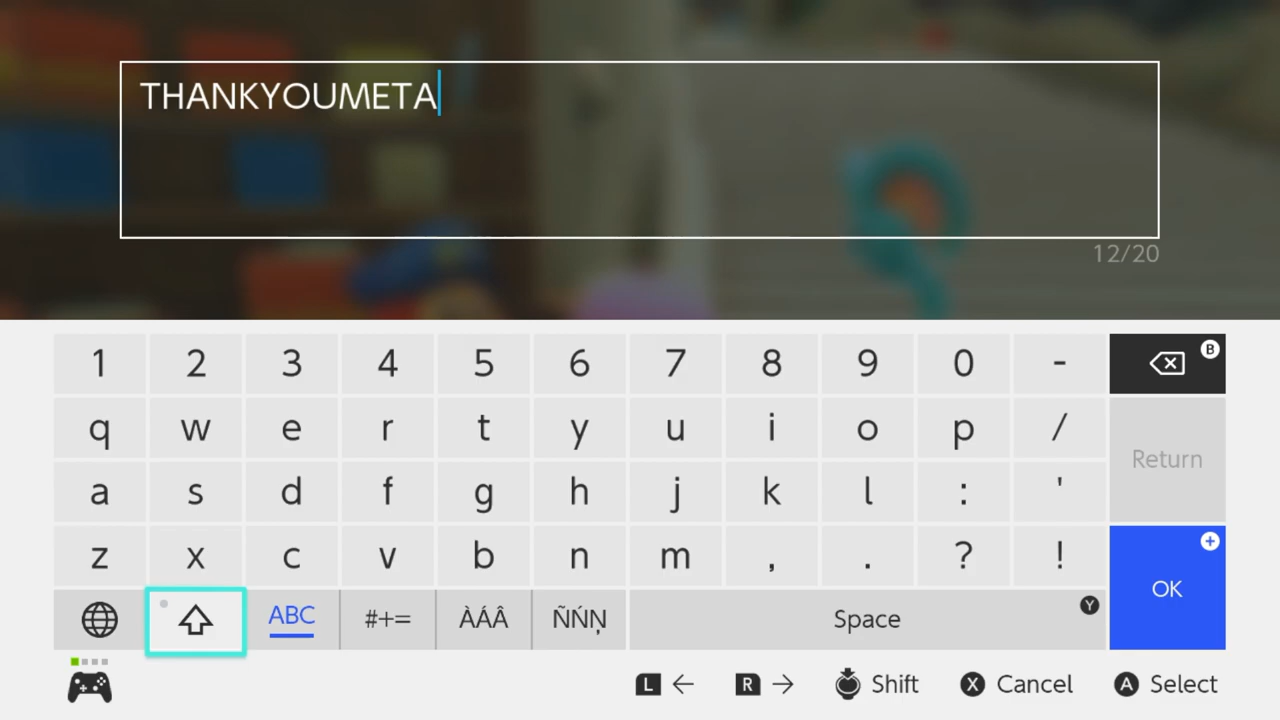 THANKYOUMETA
12/20
1 2 3 4 5 6 7 8 9 0 - B
q w e r t y u i o p /
Return
a s d f g h j k l : '
z x c v b n m , . ? !
+
OK
ABC #+= ÀÁÂ ÑŃŅ Space Y
L ← R → Shift X Cancel A Select